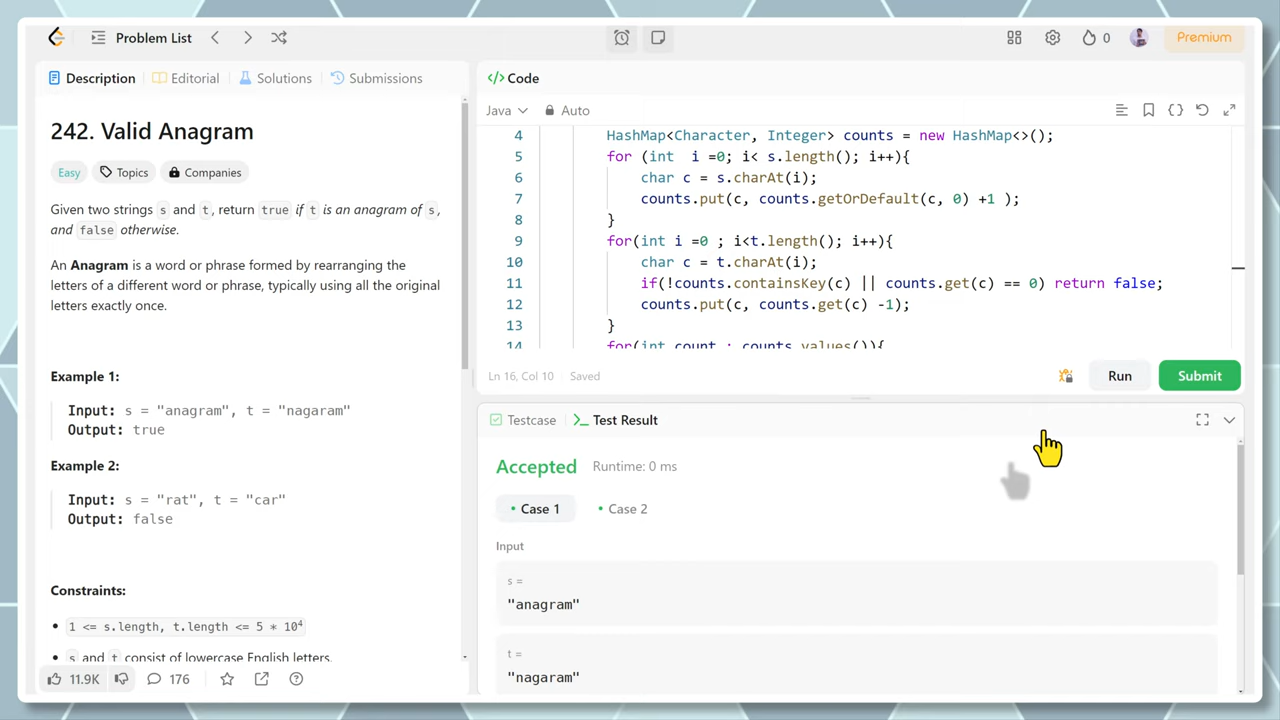 Problem List
0
Premium
Description
Editorial
Solutions
Submissions
242. Valid Anagram
Easy
Topics
Companies
Given two strings s and t, return true if t is an anagram of s,
and false otherwise.
An Anagram is a word or phrase formed by rearranging the
letters of a different word or phrase, typically using all the original
letters exactly once.
Example 1:
Input: s = "anagram", t = "nagaram"
Output: true
Example 2:
Input: s = "rat", t = "car"
Output: false
Constraints:
• 1 <= s.length, t.length <= 5 * 10⁴
• s and t consist of lowercase English letters.
11.9K
176
</> Code
Java
Auto
4 HashMap<Character, Integer> counts = new HashMap<>();
5 for (int  i =0; i< s.length(); i++){
6 char c = s.charAt(i);
7 counts.put(c, counts.getOrDefault(c, 0) +1 );
8 }
9 for(int i =0 ; i<t.length(); i++){
10 char c = t.charAt(i);
11 if(!counts.containsKey(c) || counts.get(c) == 0) return false;
12 counts.put(c, counts.get(c) -1);
13 }
14 for(int count : counts.values()){
Ln 16, Col 10
Saved
Run
Submit
Testcase
Test Result
Accepted
Runtime: 0 ms
• Case 1
• Case 2
Input
s =
"anagram"
t =
"nagaram"